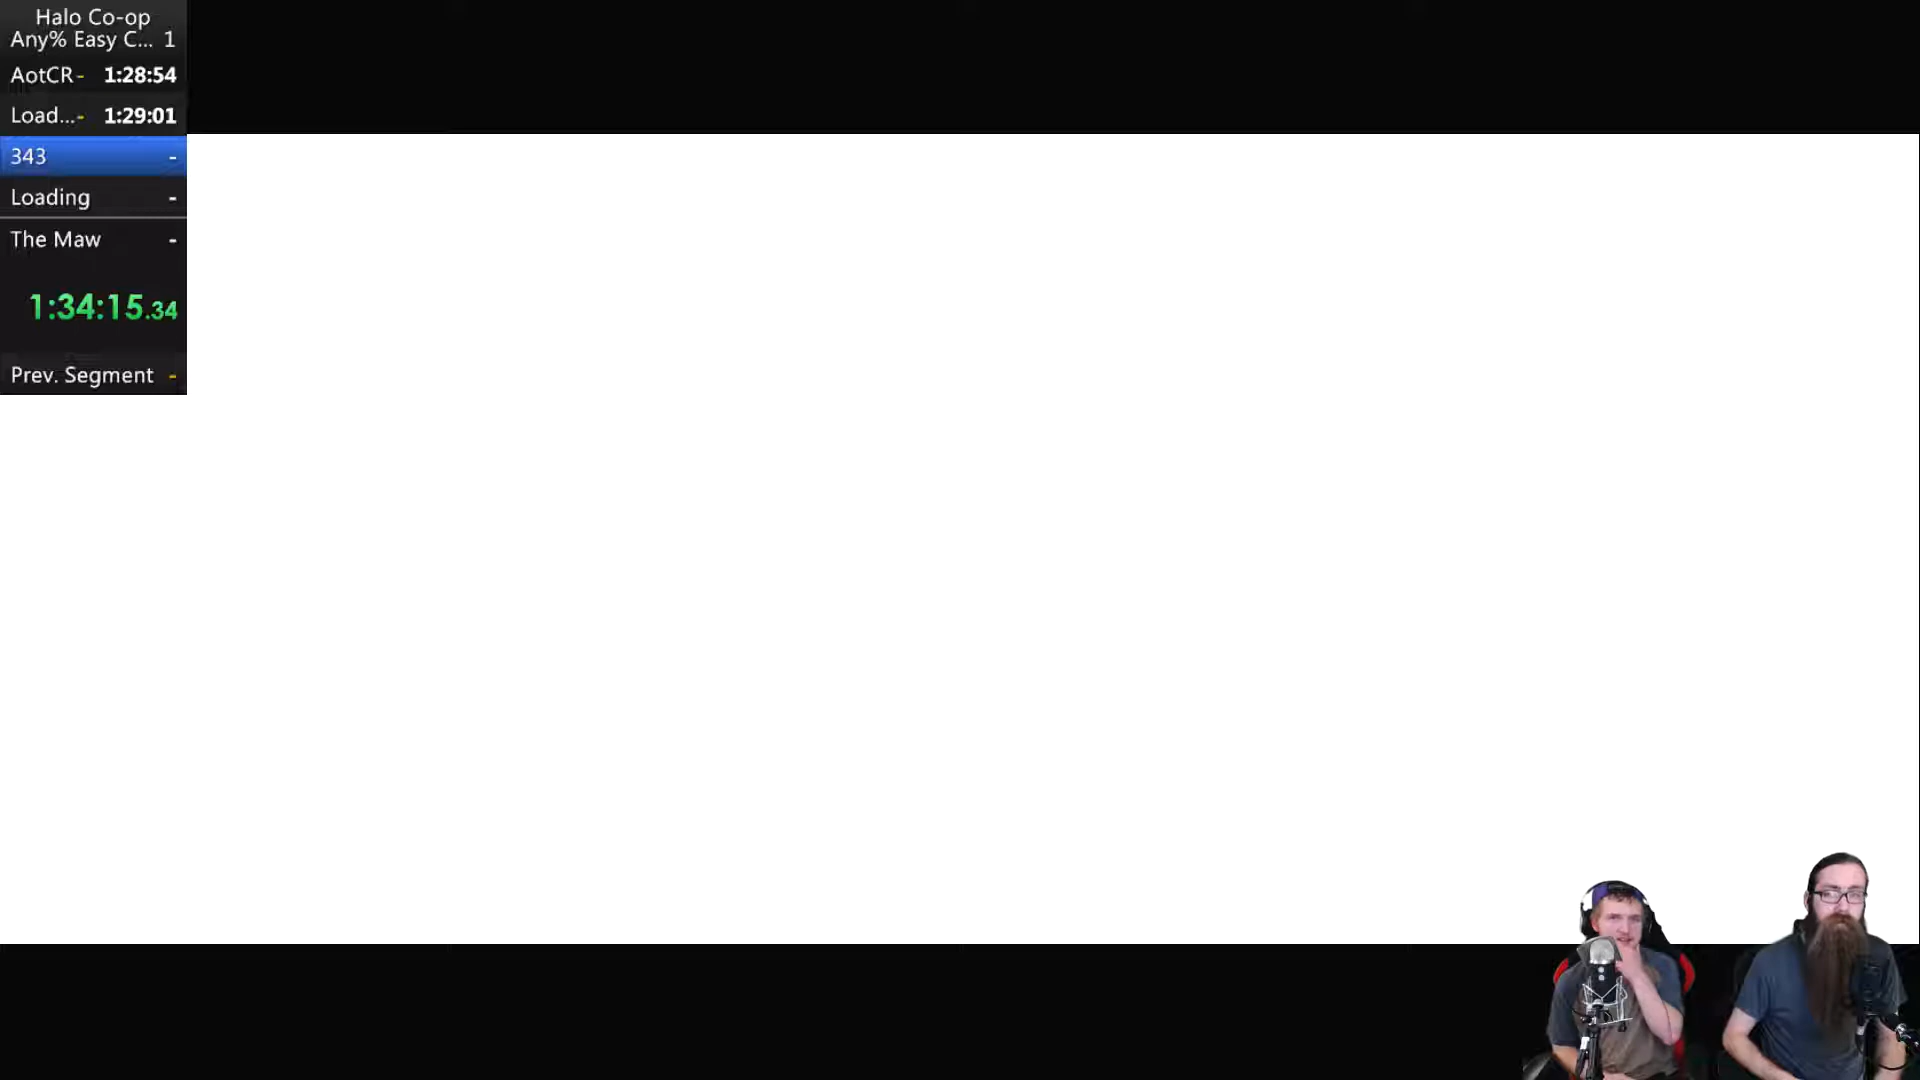 Halo Co-op
Any% Easy C... 1
AotCR - 1:28:54
Load... - 1:29:01
343 -
Loading -
The Maw -
1:34:15.34
Prev. Segment -